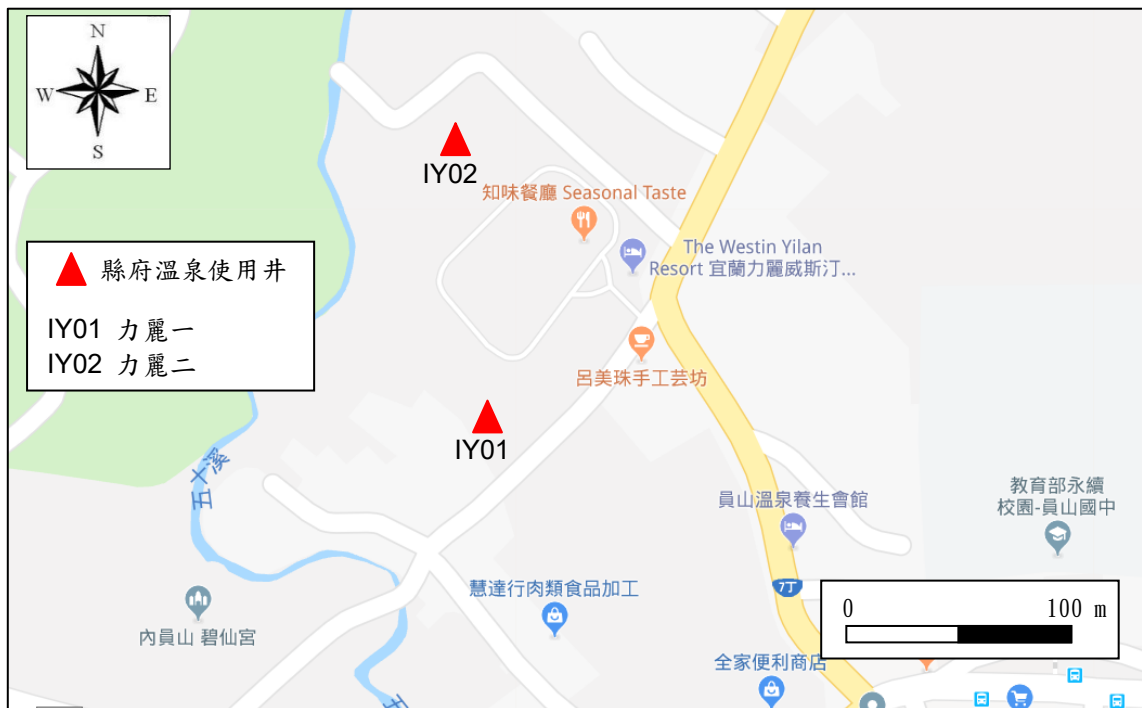 N
W E
S
IY02
知味餐廳 Seasonal Taste
The Westin Yilan
Resort 宜蘭力麗威斯汀...
縣府溫泉使用井
IY01 力麗一
IY02 力麗二
呂美珠手工芸坊
IY01
五十溪
員山溫泉養生會館
教育部永續
校園-員山國中
慧達行肉類食品加工
7丁
0 100 m
內員山 碧仙宮
全家便利商店
五